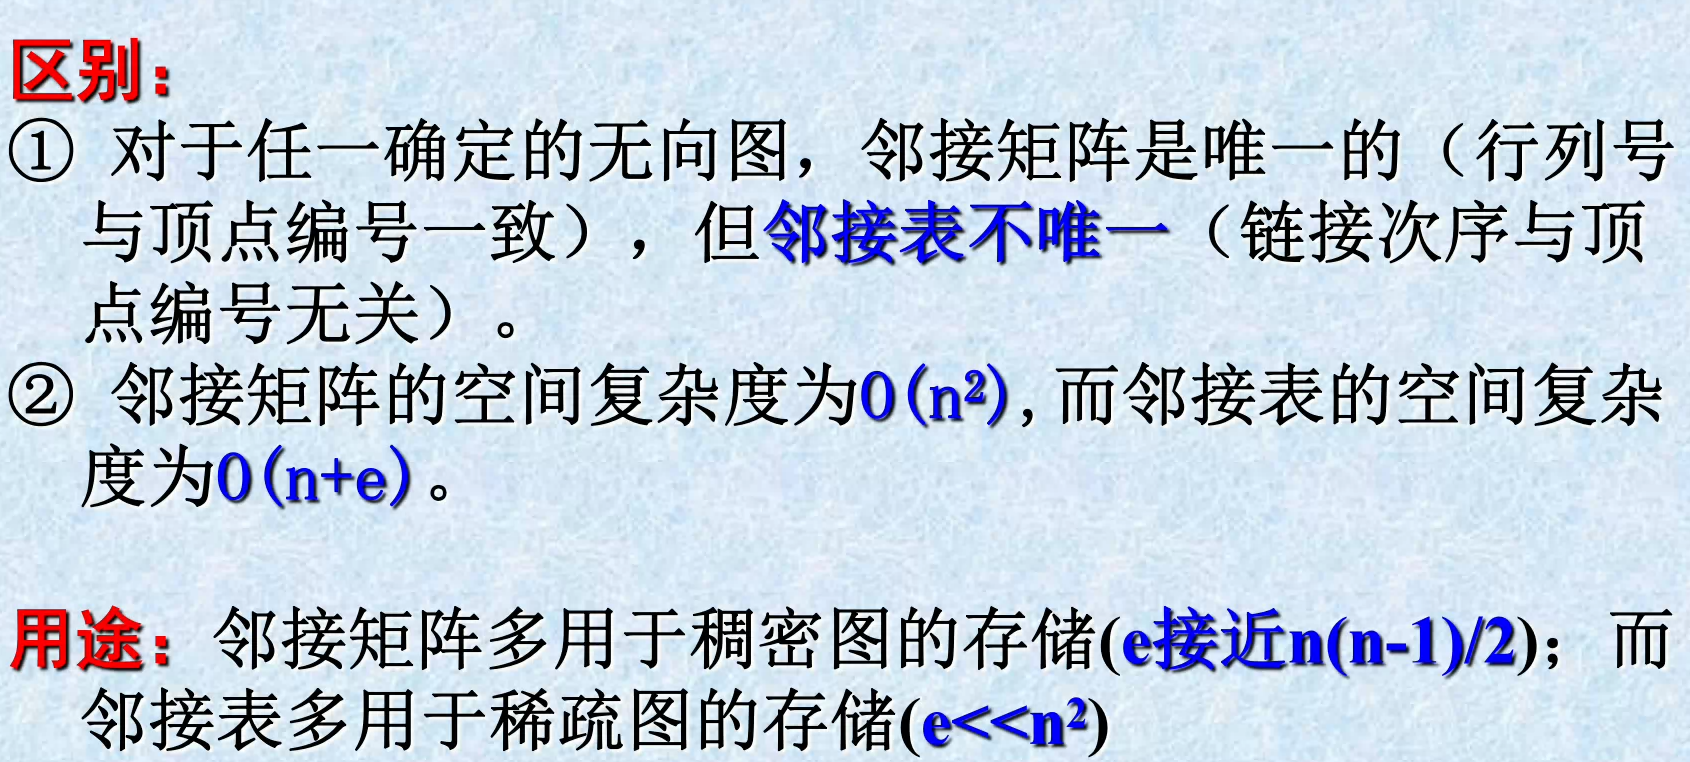 区别：
① 对于任一确定的无向图，邻接矩阵是唯一的（行列号
与顶点编号一致），但邻接表不唯一（链接次序与顶
点编号无关）。
② 邻接矩阵的空间复杂度为O(n²),而邻接表的空间复杂
度为O(n+e)。
用途：邻接矩阵多用于稠密图的存储(e接近n(n-1)/2)；而
邻接表多用于稀疏图的存储(e<<n²)